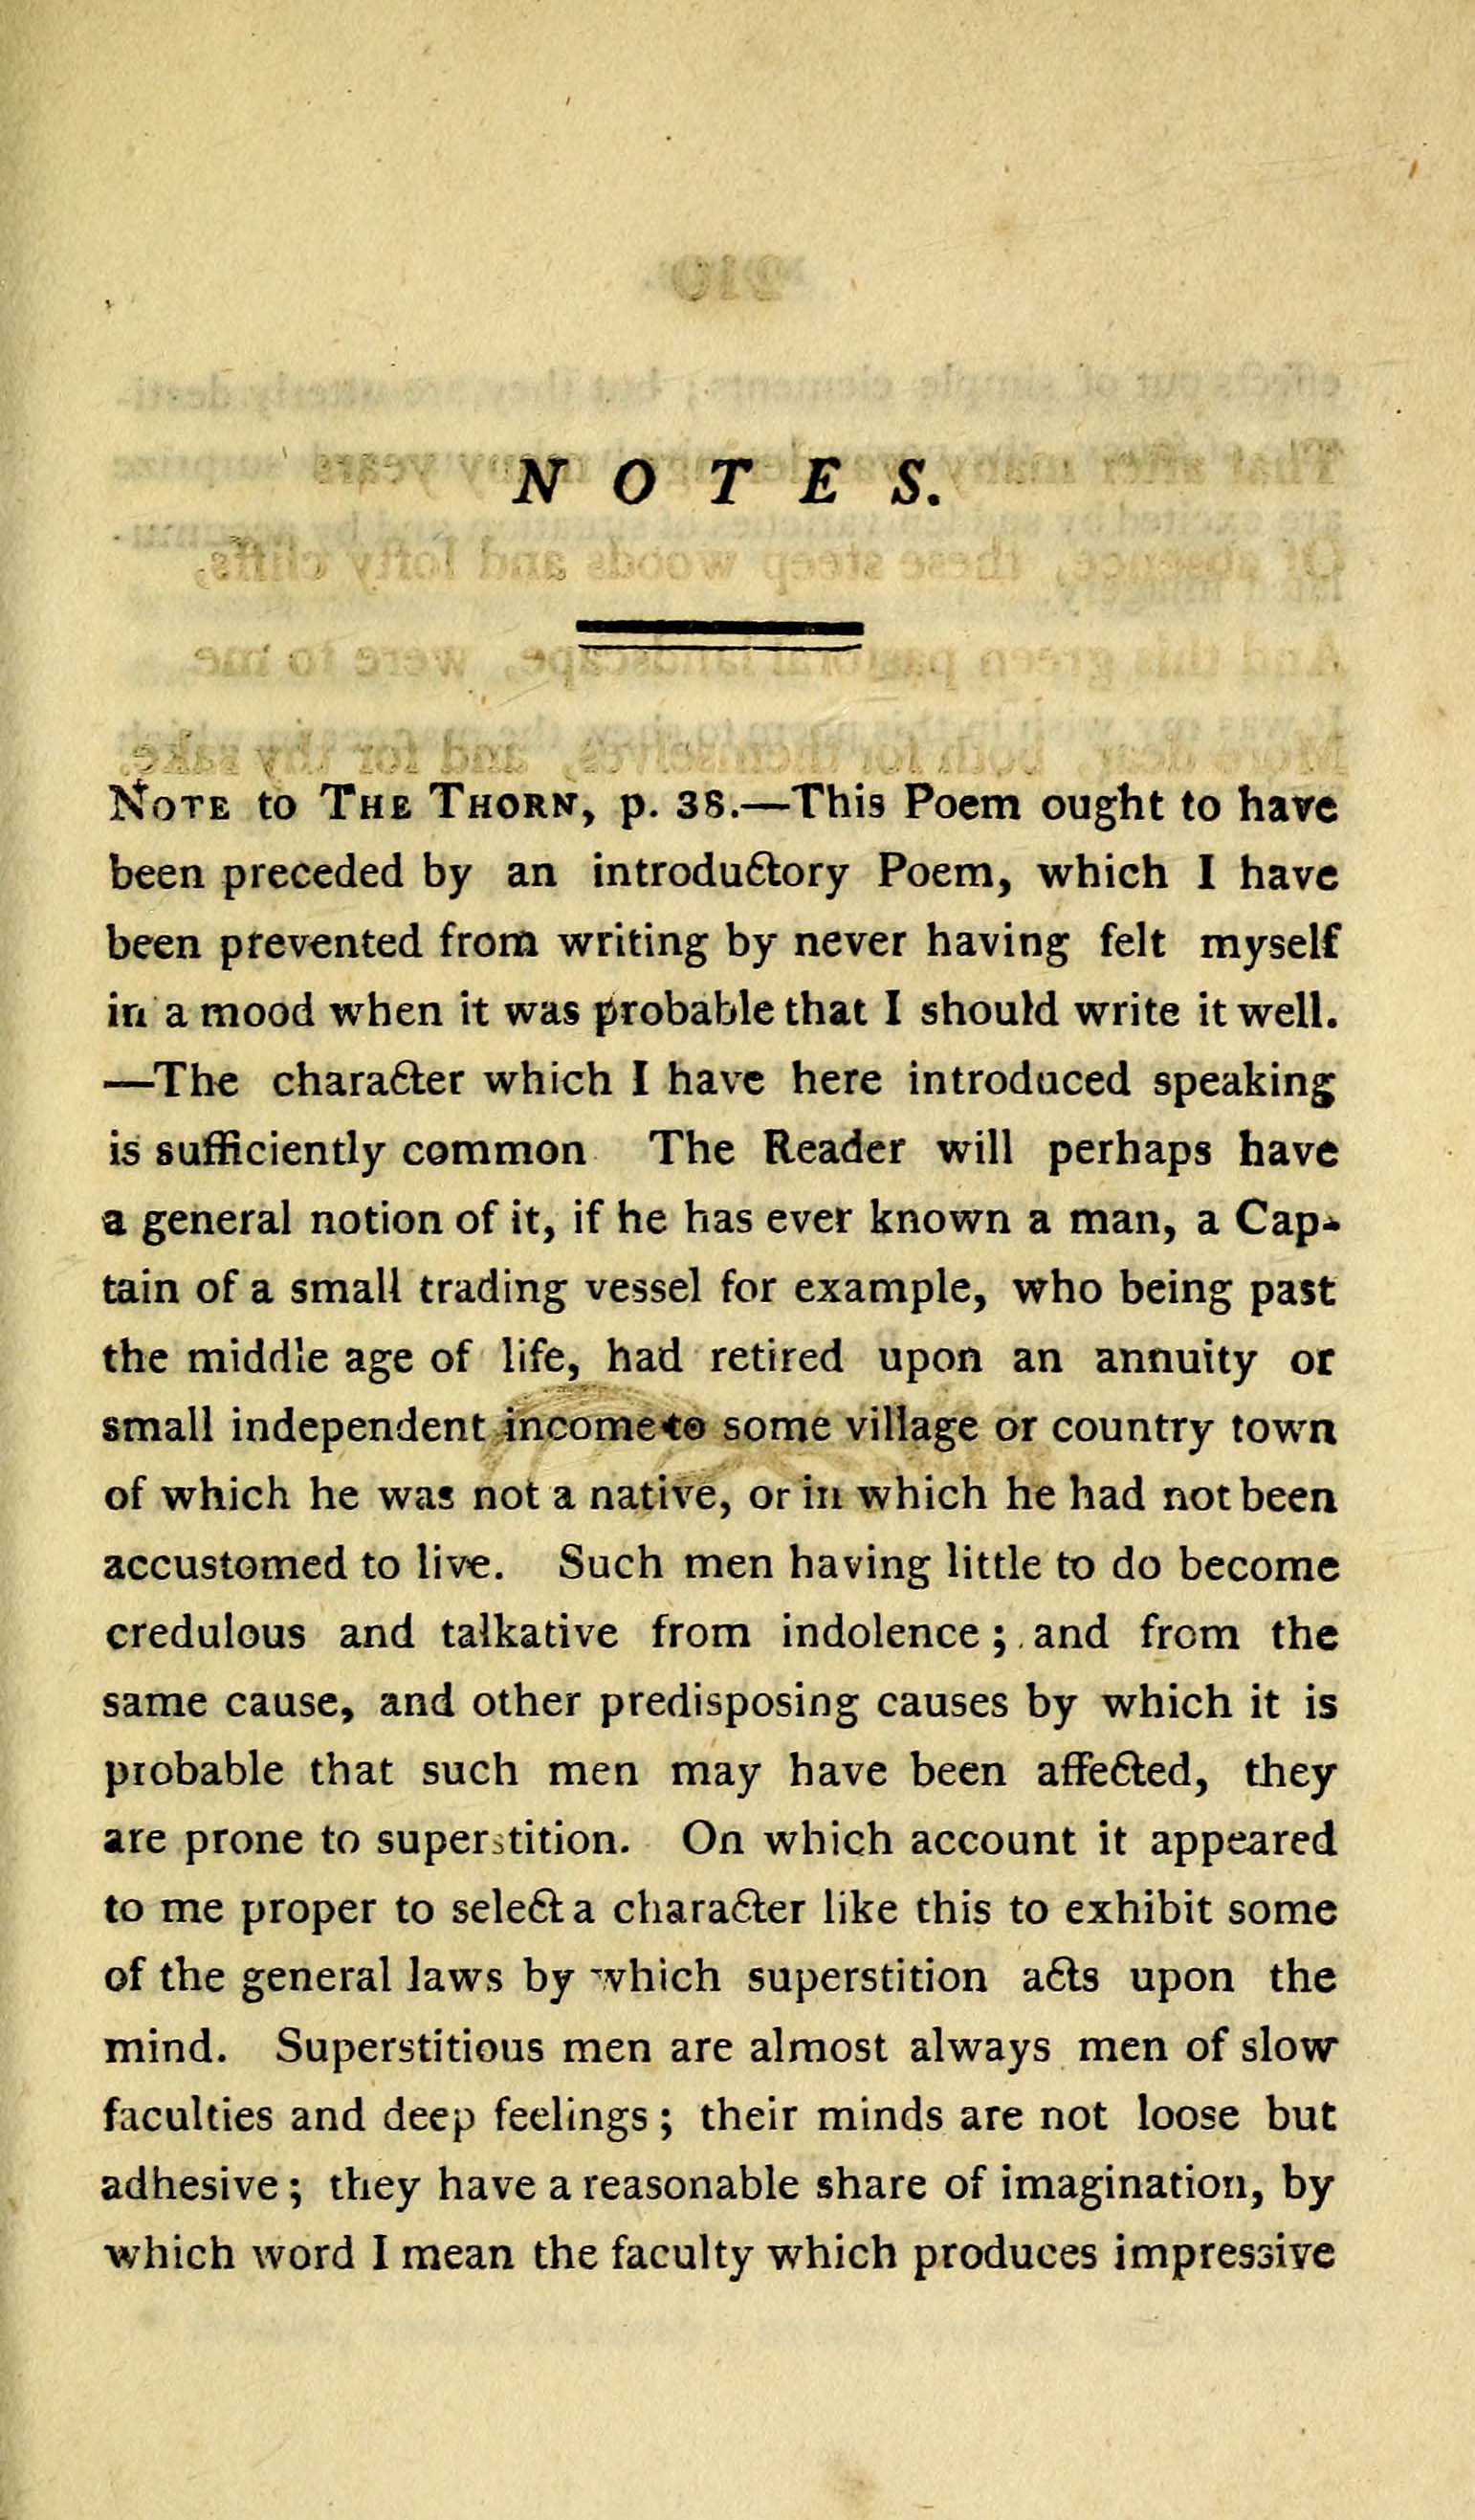 NOTES.
NOTE to THE THORN, p. 38.—This Poem ought to have
been preceded by an introductory Poem, which I have
been prevented from writing by never having felt myself
in a mood when it was probable that I should write it well.
—The character which I have here introduced speaking
is sufficiently common The Reader will perhaps have
a general notion of it, if he has ever known a man, a Cap-
tain of a small trading vessel for example, who being past
the middle age of life, had retired upon an annuity or
small independent income to some village or country town
of which he was not a native, or in which he had not been
accustomed to live. Such men having little to do become
credulous and talkative from indolence; and from the
same cause, and other predisposing causes by which it is
probable that such men may have been affected, they
are prone to superstition. On which account it appeared
to me proper to select a character like this to exhibit some
of the general laws by which superstition acts upon the
mind. Superstitious men are almost always men of slow
faculties and deep feelings; their minds are not loose but
adhesive; they have a reasonable share of imagination, by
which word I mean the faculty which produces impressive